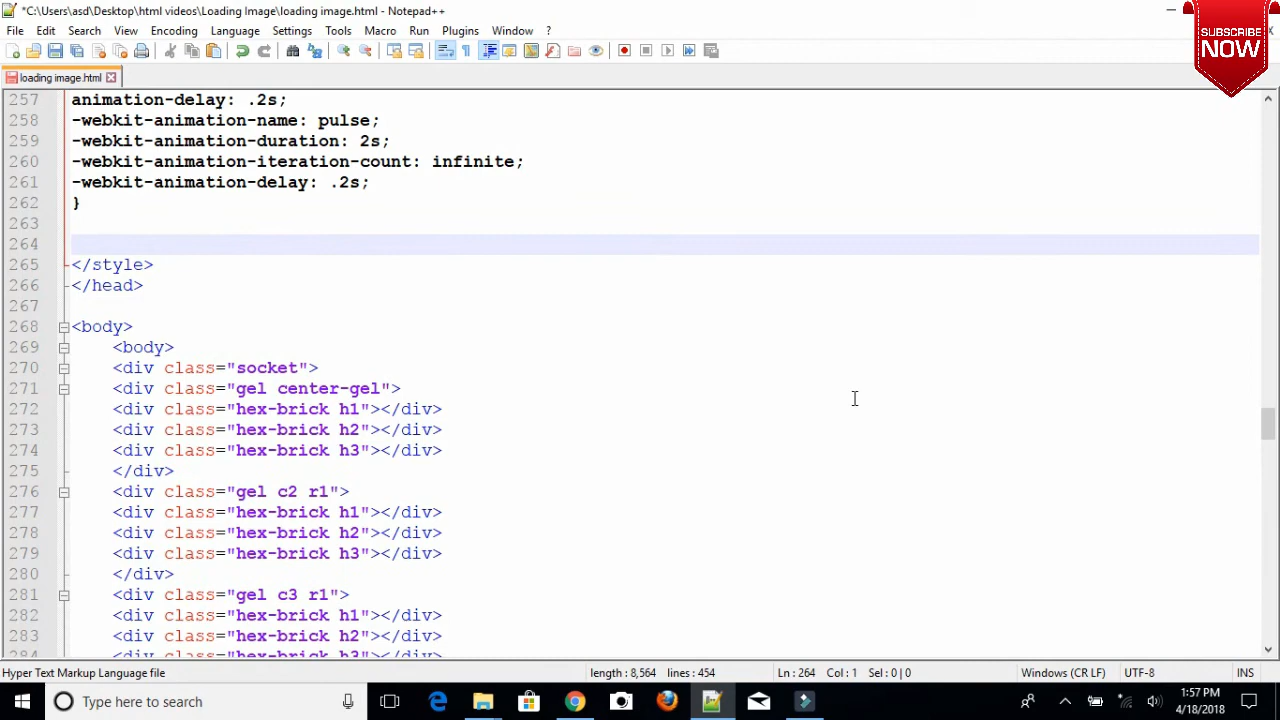 *C:\Users\asd\Desktop\html videos\Loading Image\loading image.html - Notepad++
File Edit Search View Encoding Language Settings Tools Macro Run Plugins Window ?
SUBSCRIBE
NOW
loading image.html
257 animation-delay: .2s;
258 -webkit-animation-name: pulse;
259 -webkit-animation-duration: 2s;
260 -webkit-animation-iteration-count: infinite;
261 -webkit-animation-delay: .2s;
262 }
263
264
265 </style>
266 </head>
267
268 <body>
269 <body>
270 <div class="socket">
271 <div class="gel center-gel">
272 <div class="hex-brick h1"></div>
273 <div class="hex-brick h2"></div>
274 <div class="hex-brick h3"></div>
275 </div>
276 <div class="gel c2 r1">
277 <div class="hex-brick h1"></div>
278 <div class="hex-brick h2"></div>
279 <div class="hex-brick h3"></div>
280 </div>
281 <div class="gel c3 r1">
282 <div class="hex-brick h1"></div>
283 <div class="hex-brick h2"></div>
284 <div class="hex-brick h3"></div>
Hyper Text Markup Language file length : 8,564 lines : 454 Ln : 264 Col : 1 Sel : 0 | 0 Windows (CR LF) UTF-8 INS
Type here to search
1:57 PM
4/18/2018